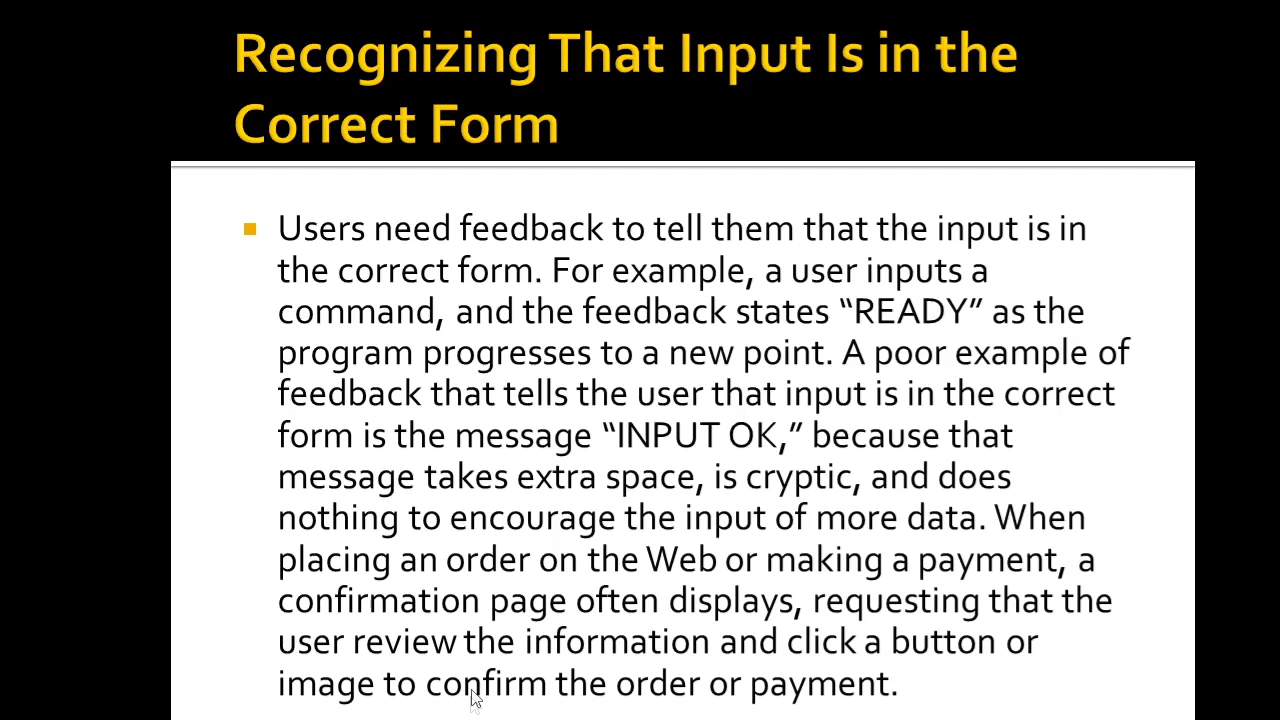 Recognizing That Input Is in the
Correct Form
Users need feedback to tell them that the input is in
the correct form. For example, a user inputs a
command, and the feedback states “READY” as the
program progresses to a new point. A poor example of
feedback that tells the user that input is in the correct
form is the message “INPUT OK,” because that
message takes extra space, is cryptic, and does
nothing to encourage the input of more data. When
placing an order on the Web or making a payment, a
confirmation page often displays, requesting that the
user review the information and click a button or
image to confirm the order or payment.